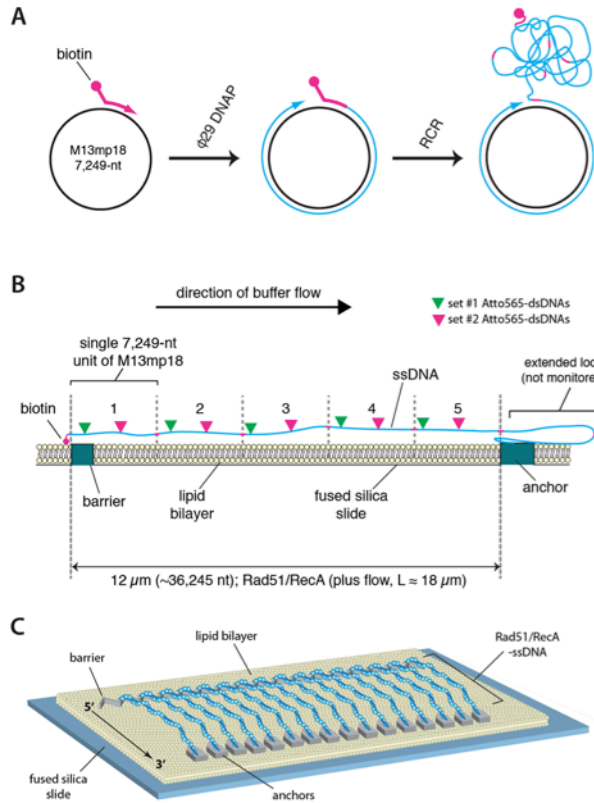 A
biotin
M13mp18
7,249-nt
ϕ29 DNAP
RCR
B
direction of buffer flow
set #1 Atto565-dsDNAs
set #2 Atto565-dsDNAs
single 7,249-nt
unit of M13mp18
ssDNA
(not monitore
biotin
1
2
3
4
5
barrier
lipid
bilayer
fused silica
slide
anchor
12 µm (~36,245 nt); Rad51/RecA (plus flow, L ≈ 18 µm)
C
lipid bilayer
Rad51/RecA
-ssDNA
barrier
5'
3'
fused silica
slide
anchors
extended loo